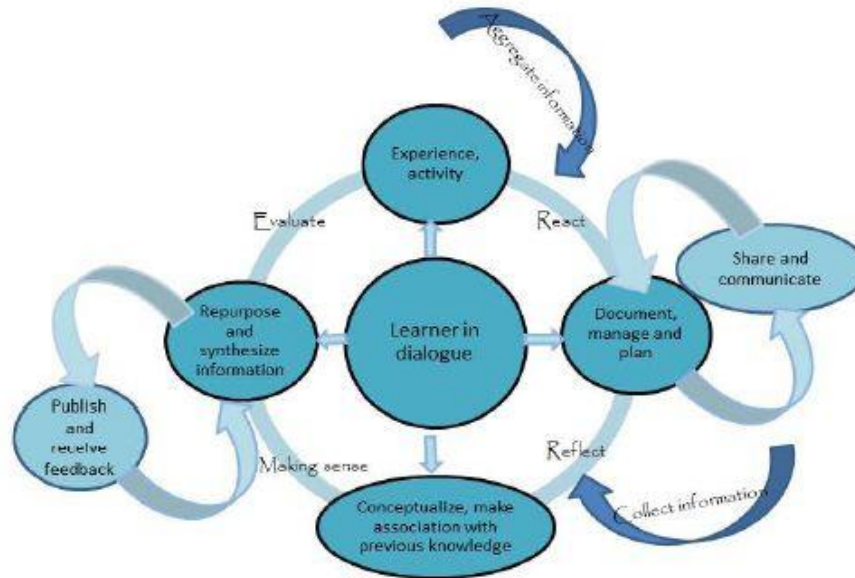 Aggregate information
Experience,
activity
Evaluate
React
Share and
communicate
Repurpose
and
synthesize
information
Learner in
dialogue
Document,
manage and
plan
Publish
and
receive
feedback
Making sense
Reflect
Collect information
Conceptualize, make
association with
previous knowledge